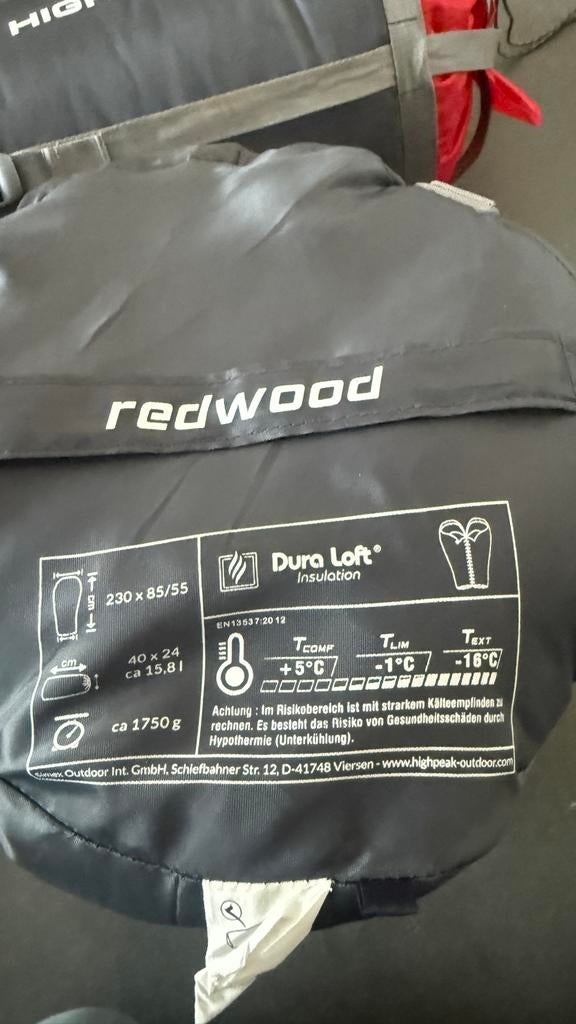 HIGH
redwood
Dura Loft®
Insulation
cm
230 x 85/55
EN13537:2012
TCOMF TLIM TEXT
+5°C -1°C -16°C
cm
40 x 24
ca 15,8 l
ca 1750 g
Achtung : Im Risikobereich ist mit strarkem Kälteempfinden zu
rechnen. Es besteht das Risiko von Gesundheitsschäden durch
Hypothermie (Unterkühlung).
Simex Outdoor Int. GmbH, Schiefbahner Str. 12, D-41748 Viersen - www.highpeak-outdoor.com